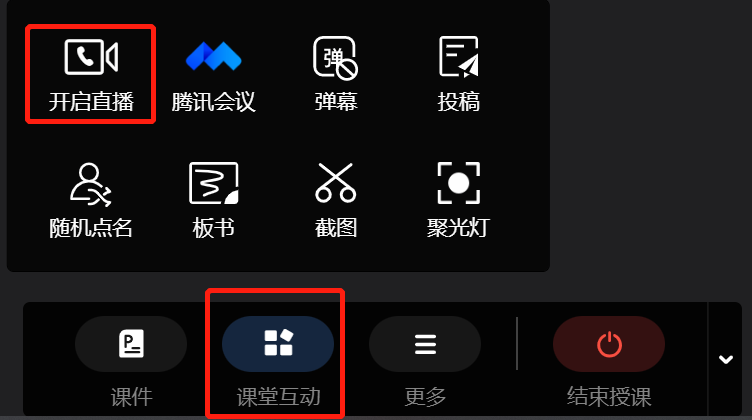 开启直播 腾讯会议 弹幕 投稿
随机点名 板书 截图 聚光灯
课件 课堂互动 更多 结束授课